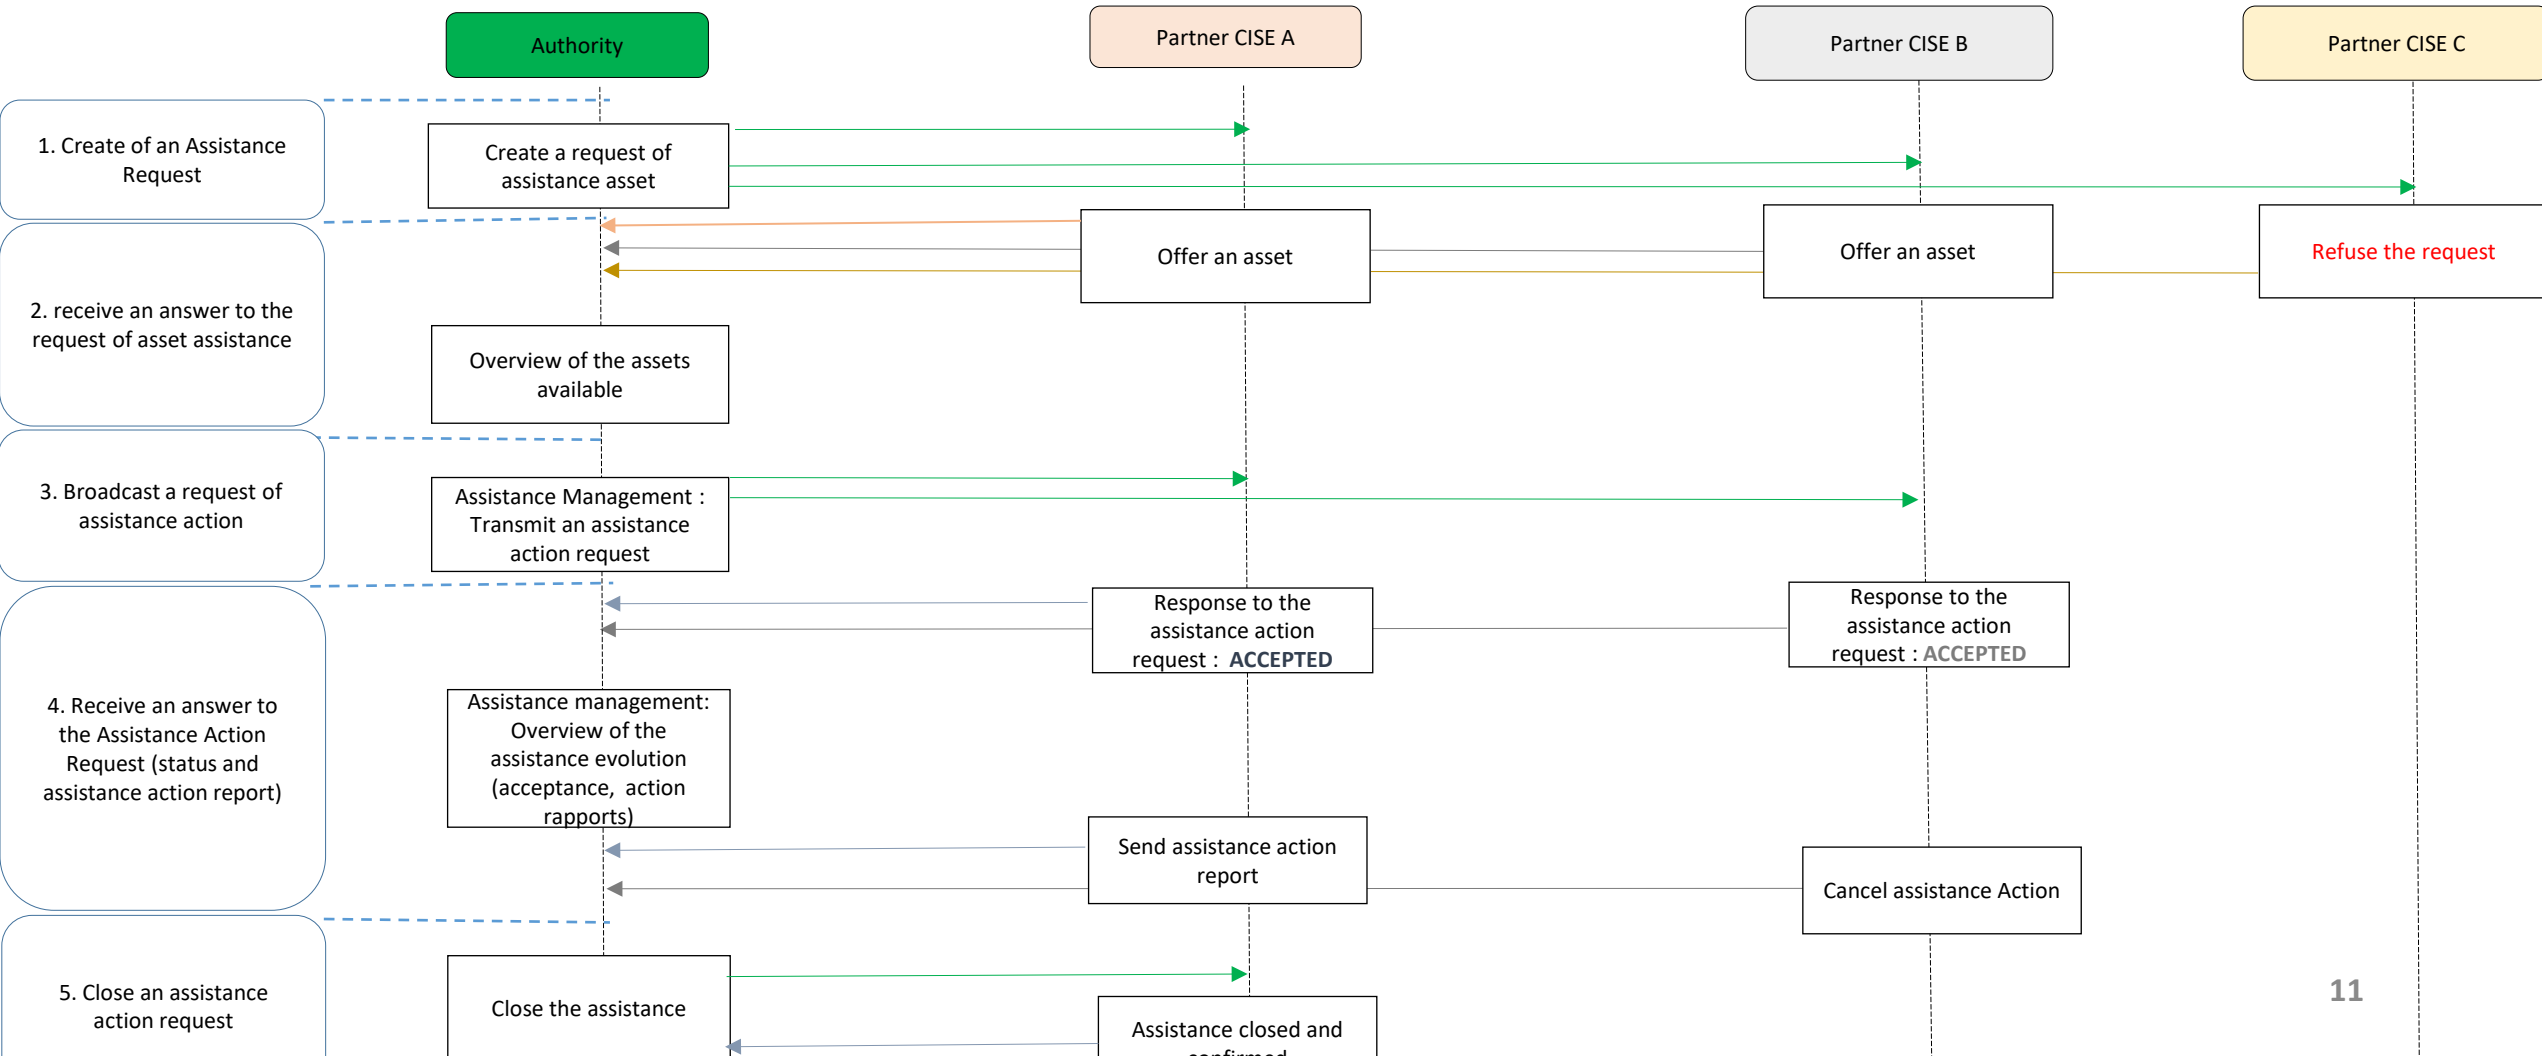 Authority
Partner CISE A
Partner CISE B
Partner CISE C
1. Create of an Assistance
Request
Create a request of
assistance asset
Offer an asset
Offer an asset
Refuse the request
2. receive an answer to the
request of asset assistance
Overview of the assets
available
3. Broadcast a request of
assistance action
Assistance Management :
Transmit an assistance
action request
Response to the
assistance action
request : ACCEPTED
Response to the
assistance action
request : ACCEPTED
4. Receive an answer to
the Assistance Action
Request (status and
assistance action report)
Assistance management:
Overview of the
assistance evolution
(acceptance, action
rapports)
Send assistance action
report
Cancel assistance Action
5. Close an assistance
action request
Close the assistance
Assistance closed and
confirmed
11